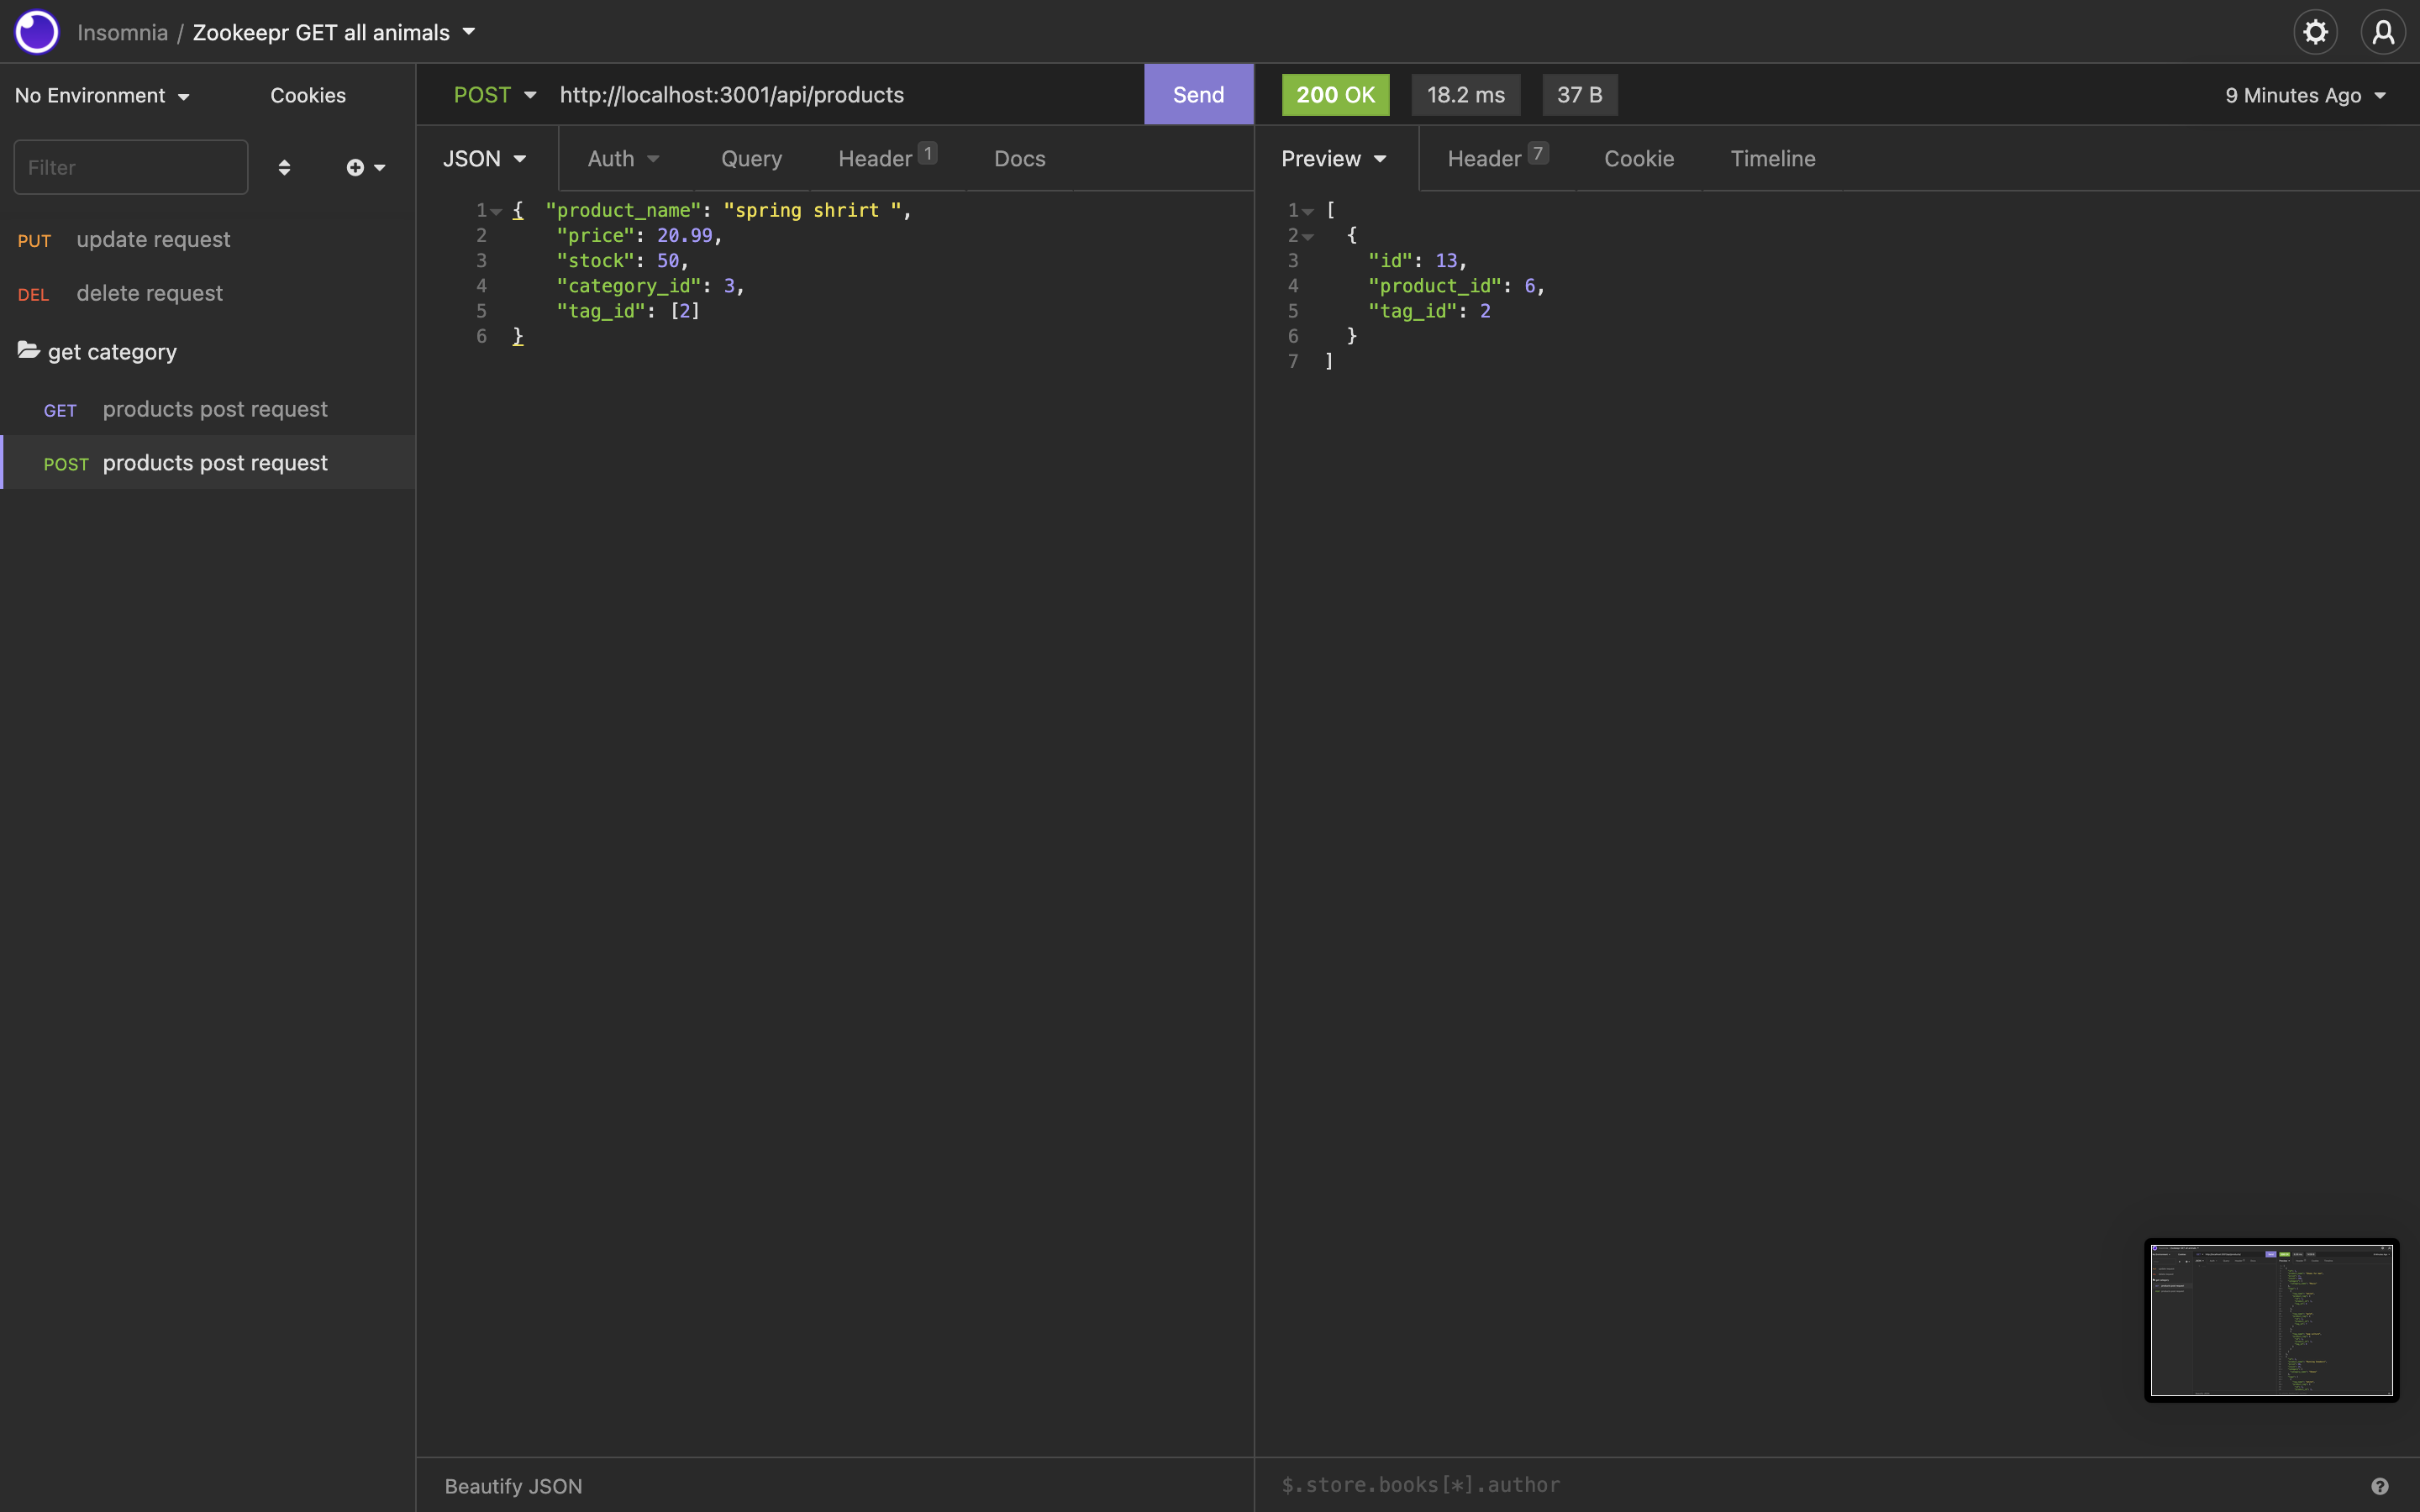 Insomnia / Zookeepr GET all animals
No Environment
Cookies
Filter
PUT update request
DEL delete request
get category
GET products post request
POST products post request
POST http://localhost:3001/api/products Send
JSON Auth Query Header 1 Docs
1 { "product_name": "spring shrirt ",
2 "price": 20.99,
3 "stock": 50,
4 "category_id": 3,
5 "tag_id": [2]
6 }
Beautify JSON
200 OK 18.2 ms 37 B 9 Minutes Ago
Preview Header 7 Cookie Timeline
1 [
2 {
3 "id": 13,
4 "product_id": 6,
5 "tag_id": 2
6 }
7 ]
$.store.books[*].author